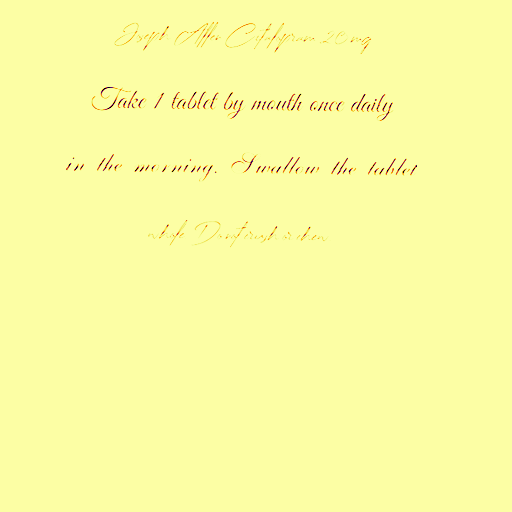 Joseph Allen Citalopram 20 mg
Take 1 tablet by mouth once daily
in the morning. Swallow the tablet
whole Do not crush or chew